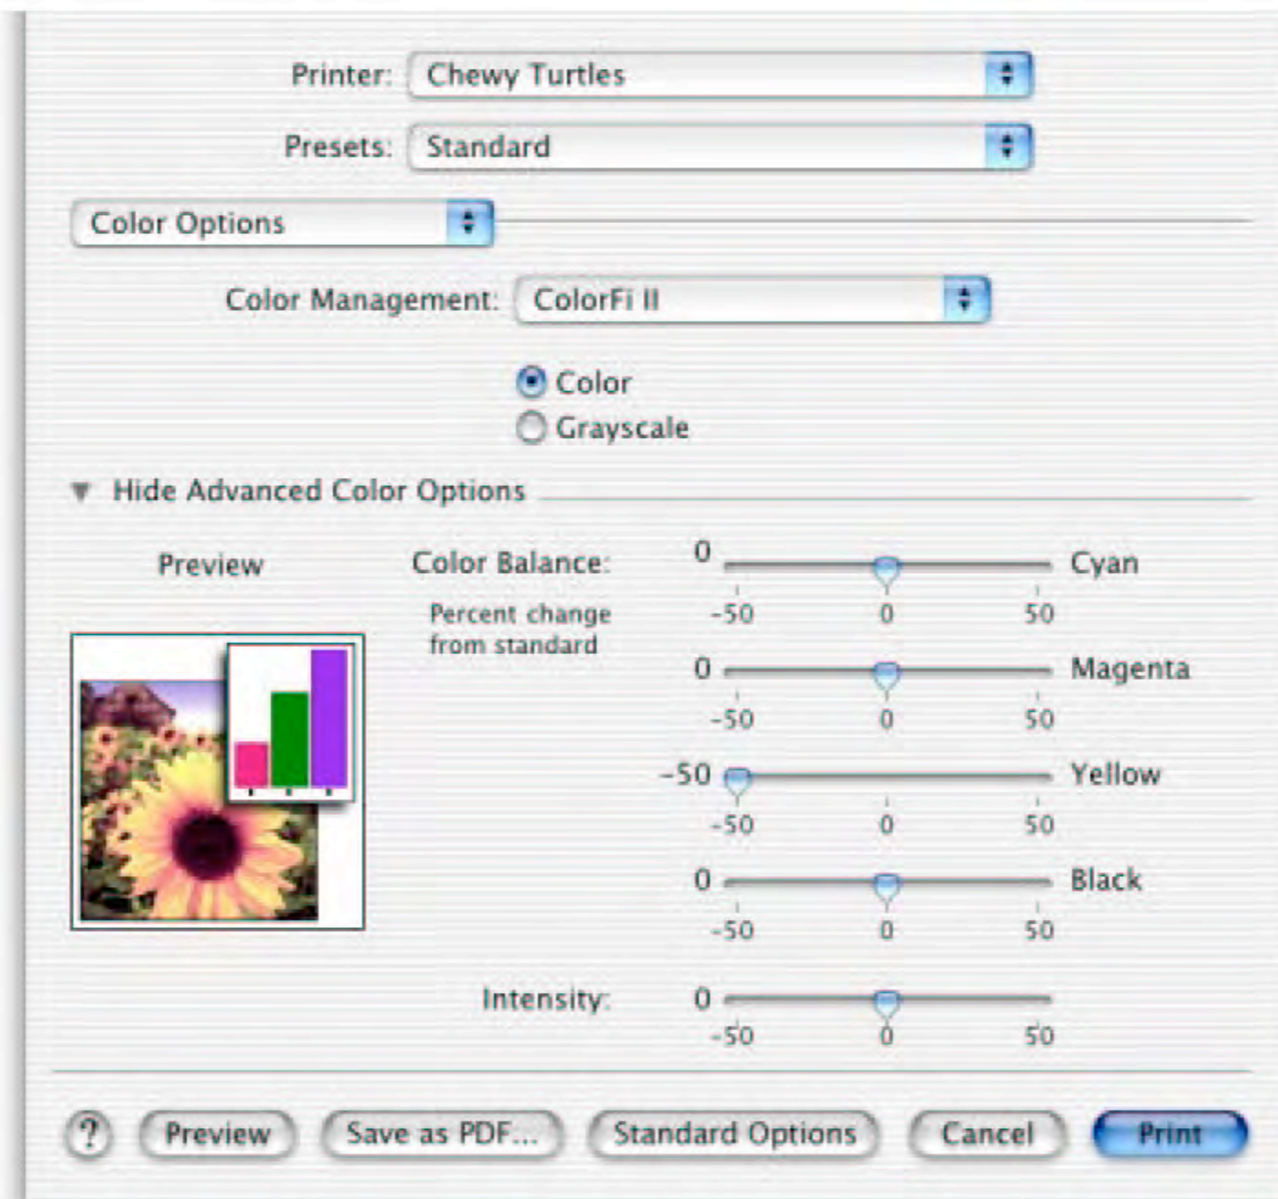 Printer: Chewy Turtles
Presets: Standard
Color Options
Color Management: ColorFi II
Color
Grayscale
Hide Advanced Color Options
Preview Color Balance: 0 Cyan
Percent change -50 0 50
from standard
0 Magenta
-50 0 50
-50 Yellow
-50 0 50
0 Black
-50 0 50
Intensity: 0
-50 0 50
? Preview Save as PDF... Standard Options Cancel Print